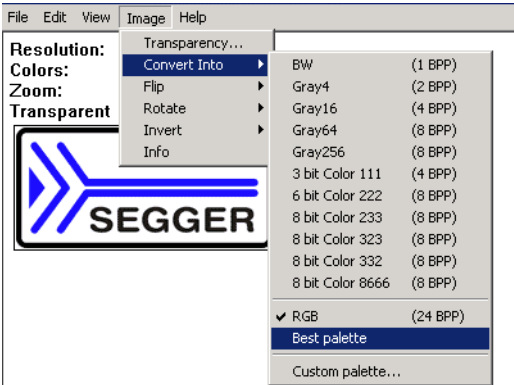 File Edit View Image Help
Resolution:
Colors:
Zoom:
Transparent
Transparency...
Convert Into
Flip
Rotate
Invert
Info
BW (1 BPP)
Gray4 (2 BPP)
Gray16 (4 BPP)
Gray64 (8 BPP)
Gray256 (8 BPP)
3 bit Color 111 (4 BPP)
6 bit Color 222 (8 BPP)
8 bit Color 233 (8 BPP)
8 bit Color 323 (8 BPP)
8 bit Color 332 (8 BPP)
8 bit Color 8666 (8 BPP)
RGB (24 BPP)
Best palette
Custom palette...
SEGGER